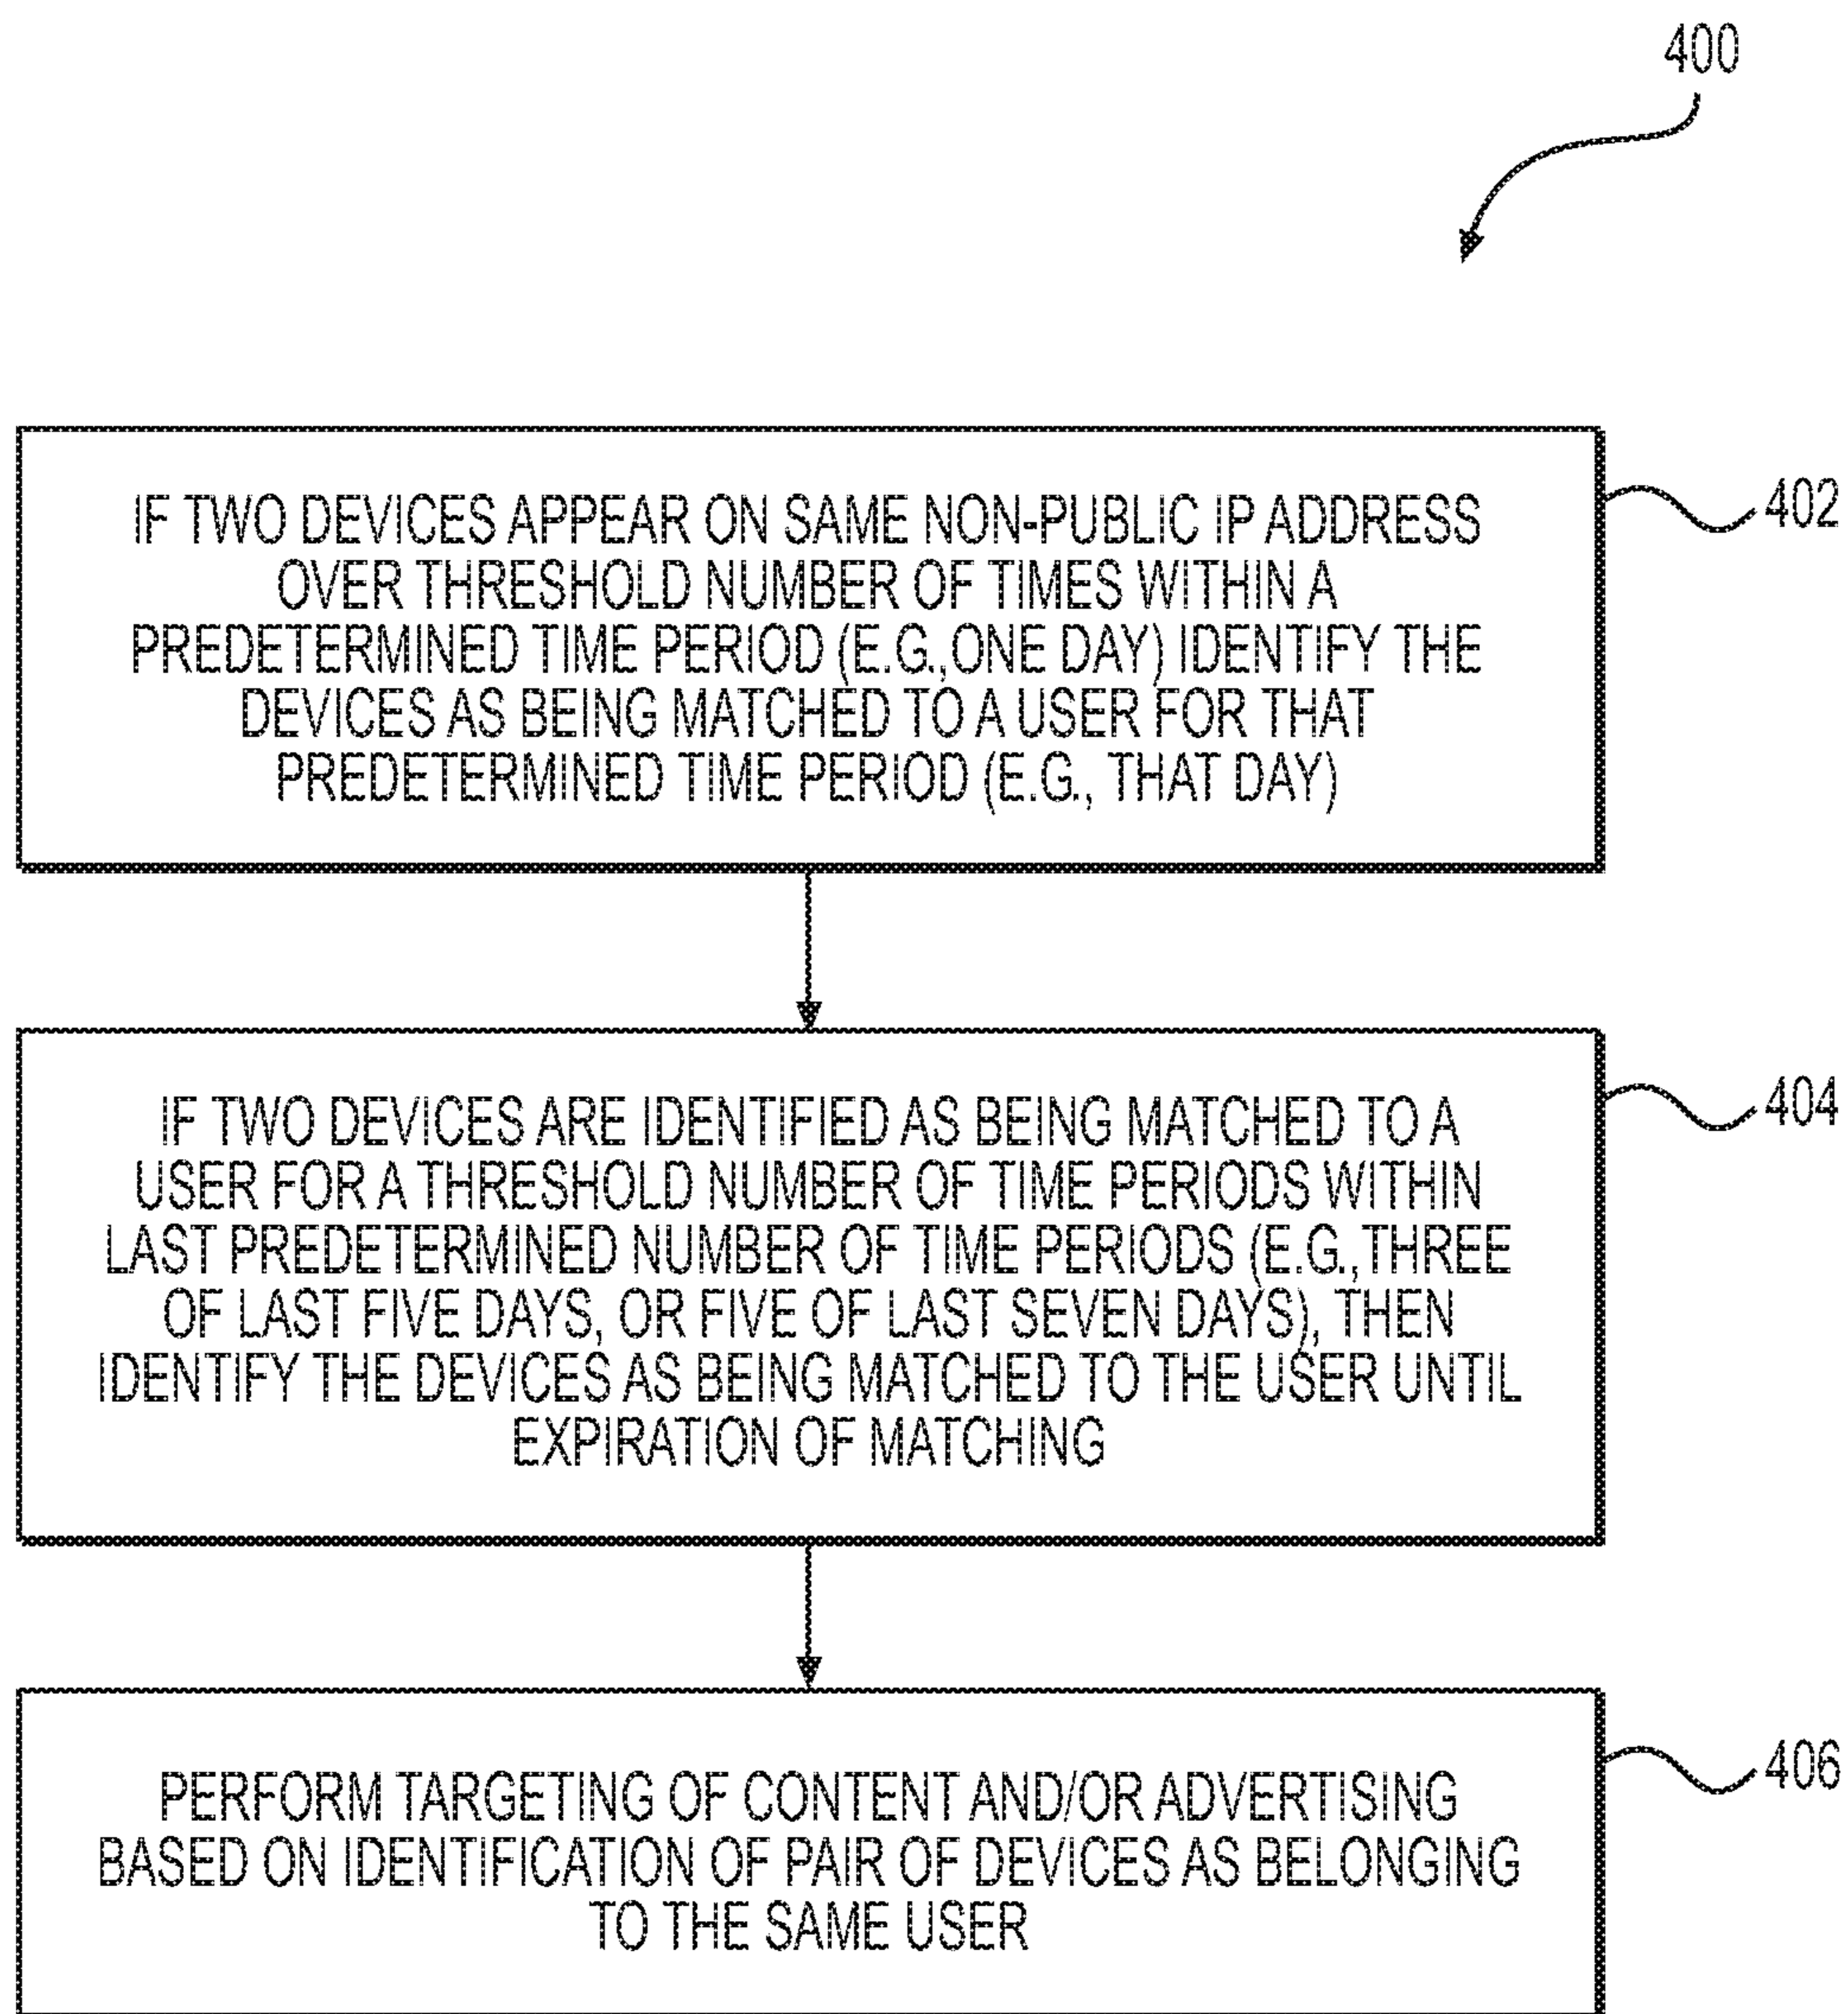 400
IF TWO DEVICES APPEAR ON SAME NON-PUBLIC IP ADDRESS
OVER THRESHOLD NUMBER OF TIMES WITHIN A
PREDETERMINED TIME PERIOD (E.G.,ONE DAY) IDENTIFY THE
DEVICES AS BEING MATCHED TO A USER FOR THAT
PREDETERMINED TIME PERIOD (E.G., THAT DAY)
402
IF TWO DEVICES ARE IDENTIFIED AS BEING MATCHED TO A
USER FOR A THRESHOLD NUMBER OF TIME PERIODS WITHIN
LAST PREDETERMINED NUMBER OF TIME PERIODS (E.G.,THREE
OF LAST FIVE DAYS, OR FIVE OF LAST SEVEN DAYS), THEN
IDENTIFY THE DEVICES AS BEING MATCHED TO THE USER UNTIL
EXPIRATION OF MATCHING
404
PERFORM TARGETING OF CONTENT AND/OR ADVERTISING
BASED ON IDENTIFICATION OF PAIR OF DEVICES AS BELONGING
TO THE SAME USER
406